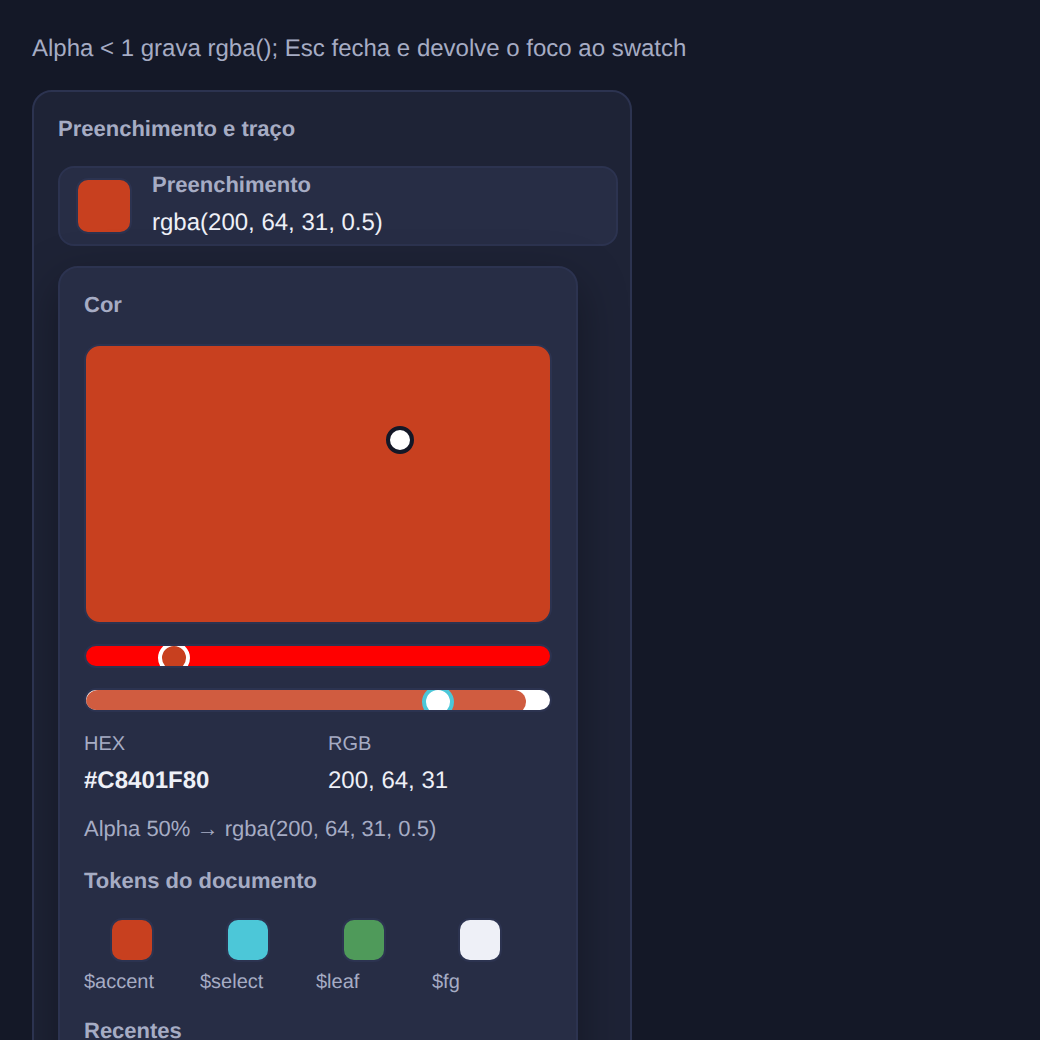 Alpha < 1 grava rgba(); Esc fecha e devolve o foco ao swatch
Preenchimento e traço
Preenchimento
rgba(200, 64, 31, 0.5)
Cor
HEX RGB
#C8401F80 200, 64, 31
Alpha 50% → rgba(200, 64, 31, 0.5)
Tokens do documento
$accent $select $leaf $fg
Recentes